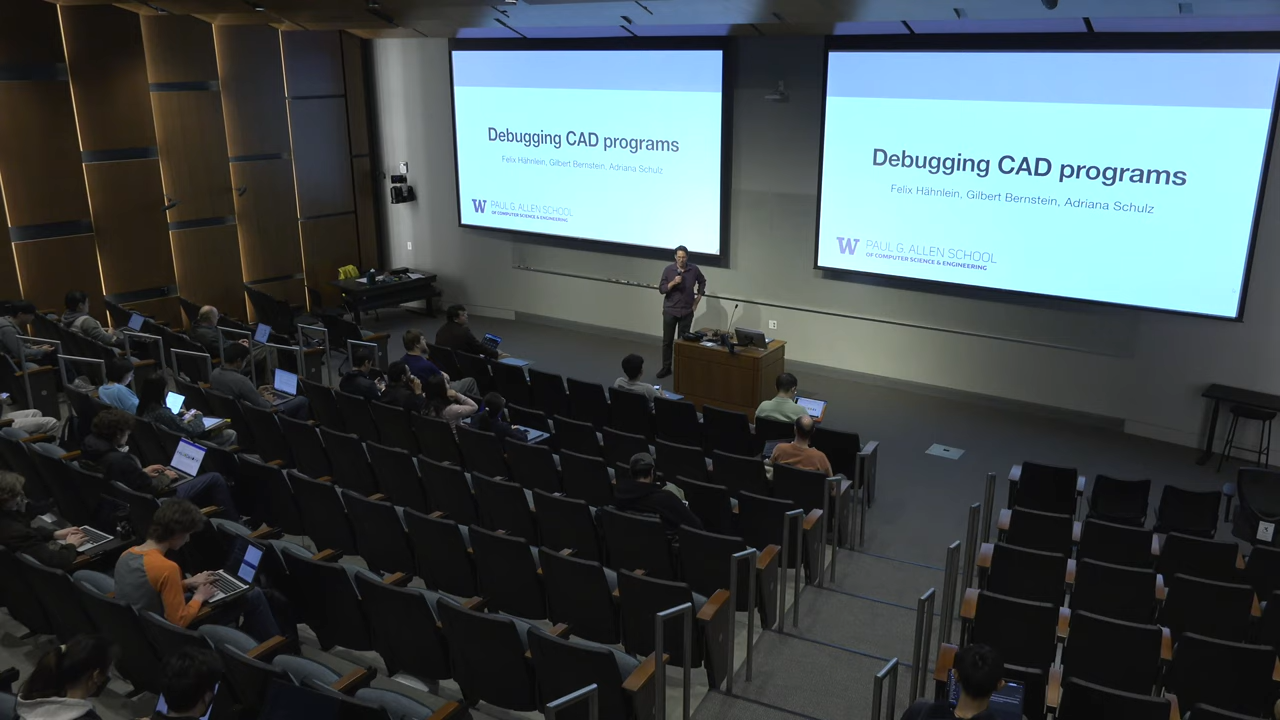 Debugging CAD programs
Felix Hähnlein, Gilbert Bernstein, Adriana Schulz
W PAUL G. ALLEN SCHOOL
OF COMPUTER SCIENCE & ENGINEERING
Debugging CAD programs
Felix Hähnlein, Gilbert Bernstein, Adriana Schulz
W PAUL G. ALLEN SCHOOL
OF COMPUTER SCIENCE & ENGINEERING